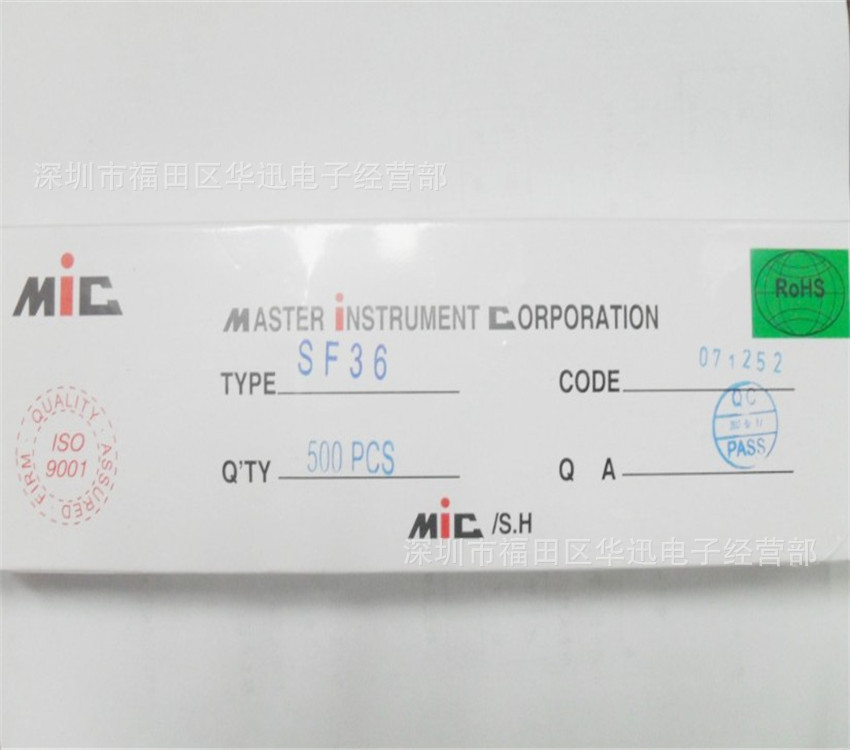 深圳市福田区华迅电子经营部
MiC
MASTER iNSTRUMENT CORPORATION
RoHS
TYPE SF36
CODE 071252
QUALITY ASSURED FIRM
ISO
9001
Q'TY 500 PCS
Q A
QC
PASS
MiC /S.H
深圳市福田区华迅电子经营部